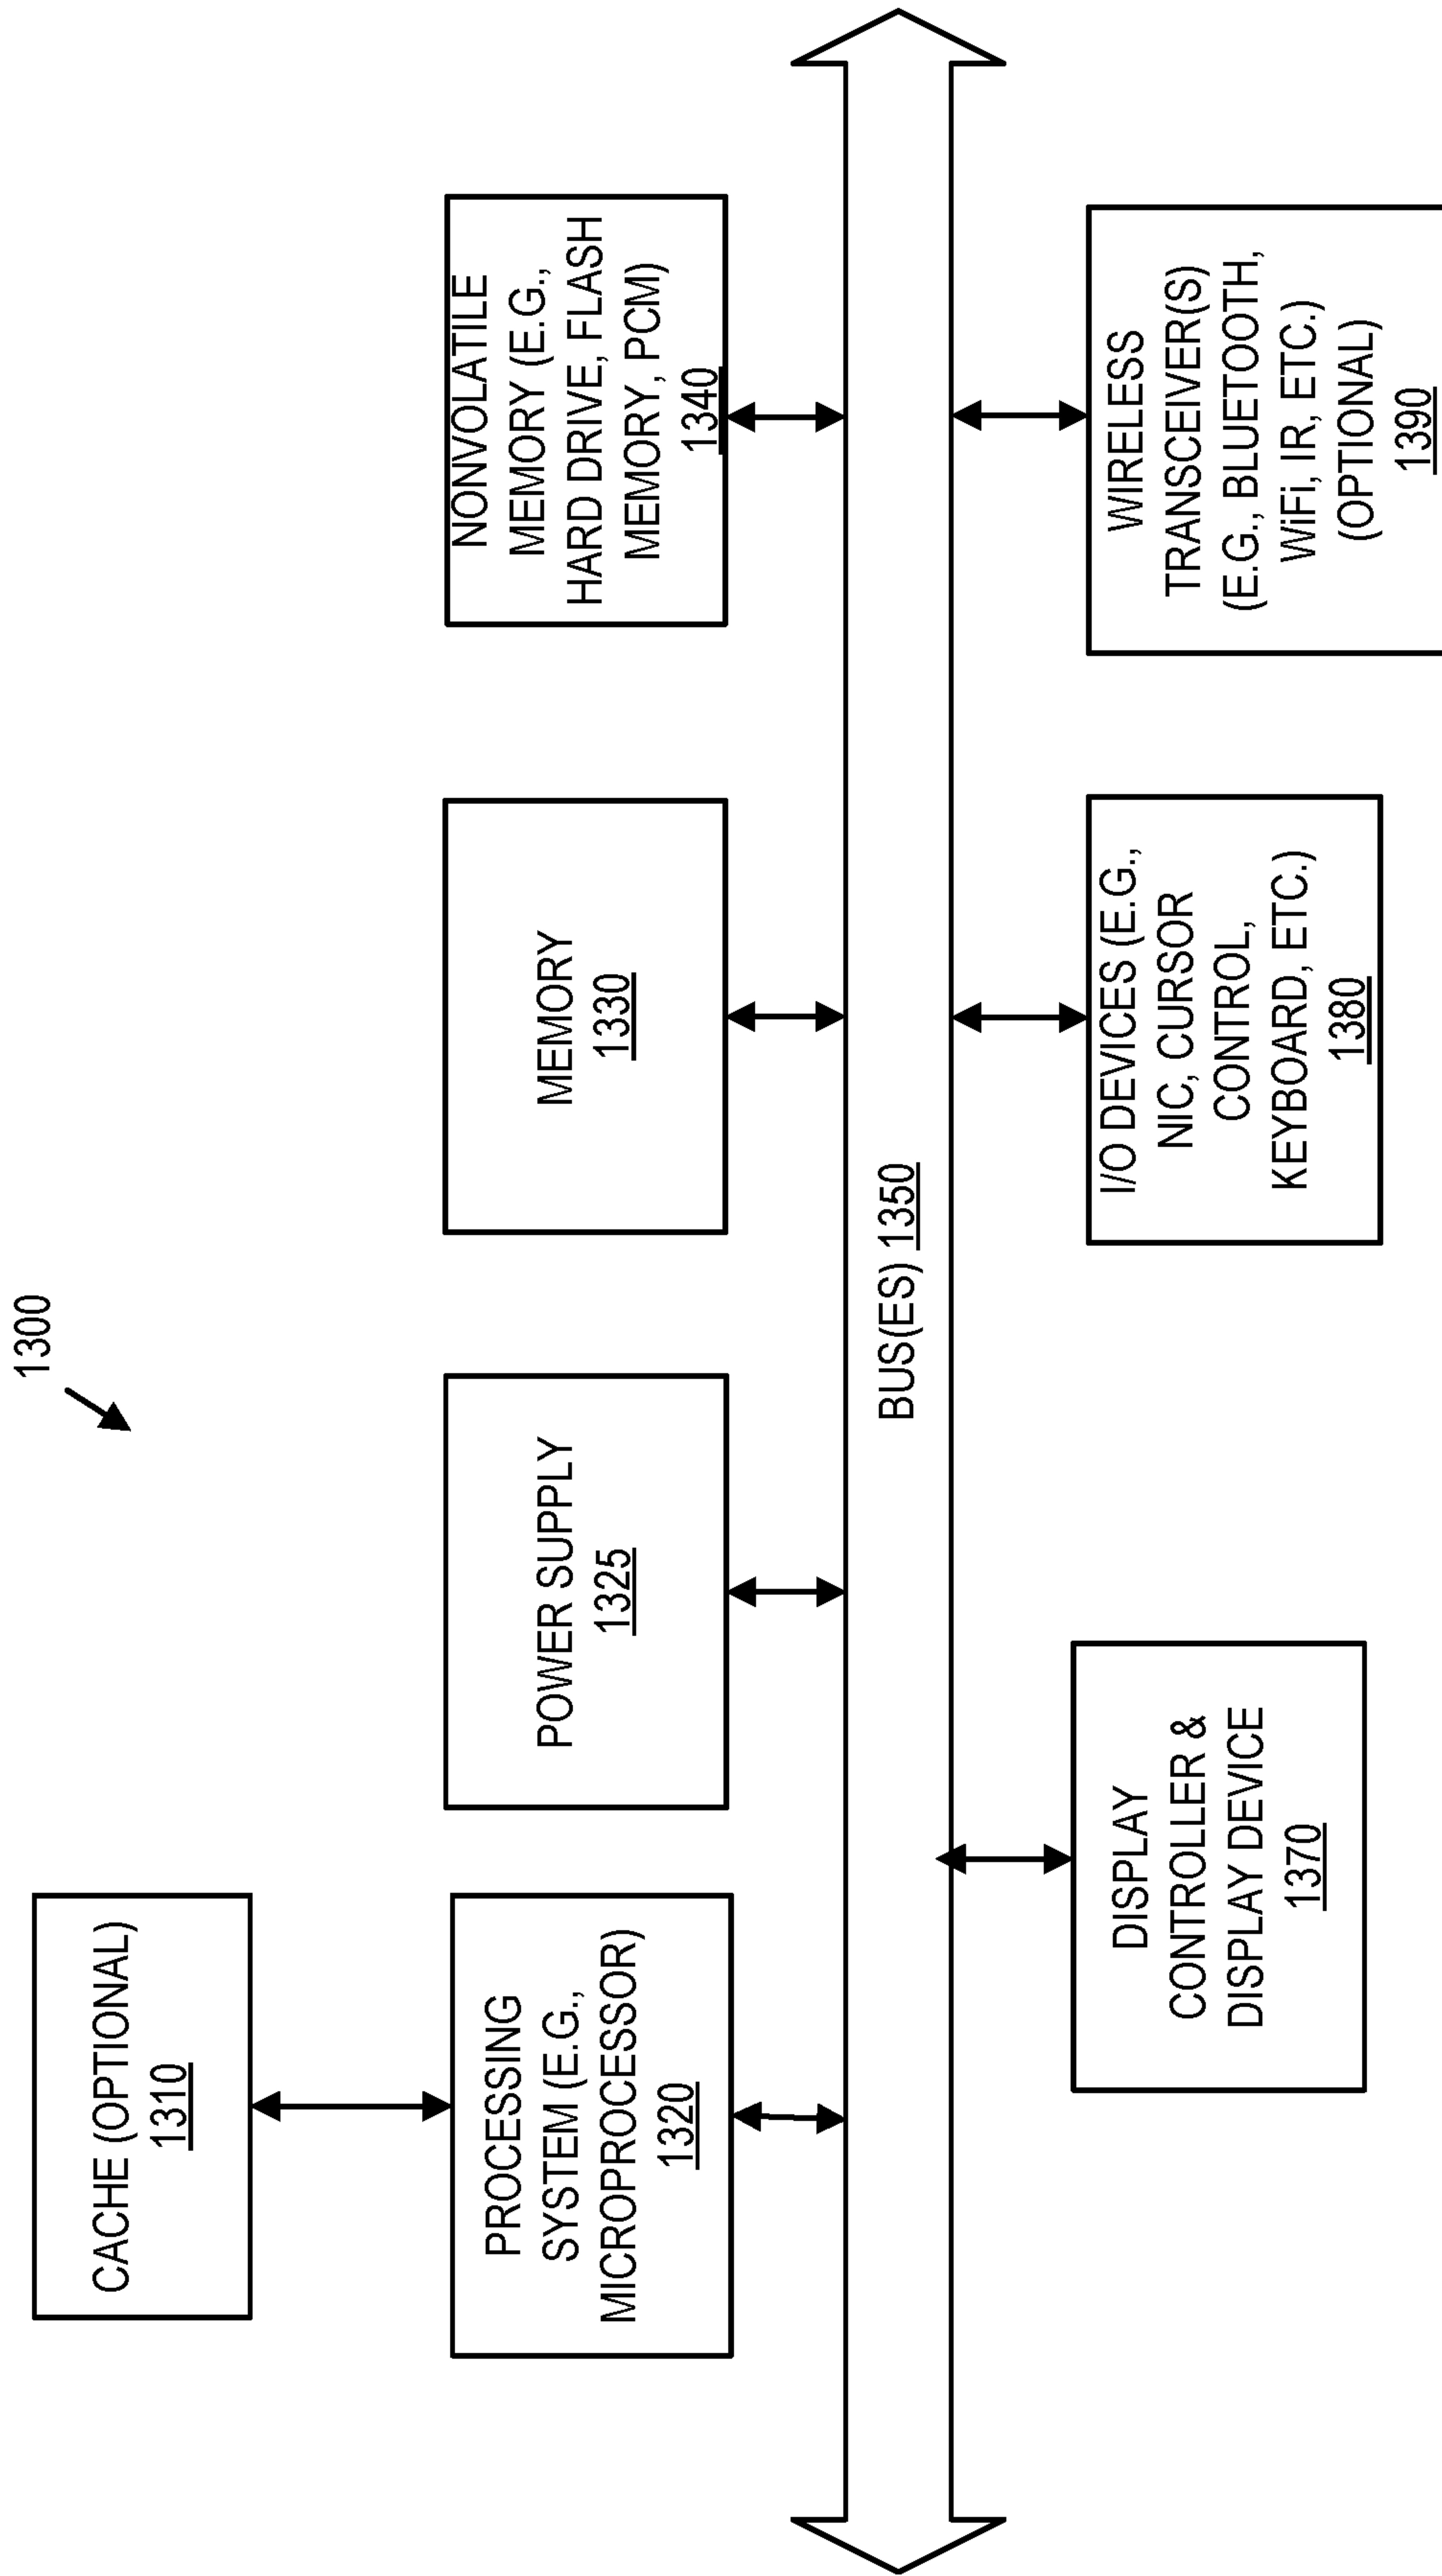 1300
CACHE (OPTIONAL)
1310
PROCESSING
SYSTEM (E.G.,
MICROPROCESSOR)
1320
POWER SUPPLY
1325
MEMORY
1330
NONVOLATILE
MEMORY (E.G.,
HARD DRIVE, FLASH
MEMORY, PCM)
1340
BUS(ES) 1350
DISPLAY
CONTROLLER &
DISPLAY DEVICE
1370
I/O DEVICES (E.G.,
NIC, CURSOR
CONTROL,
KEYBOARD, ETC.)
1380
WIRELESS
TRANSCEIVER(S)
(E.G., BLUETOOTH,
WiFi, IR, ETC.)
(OPTIONAL)
1390